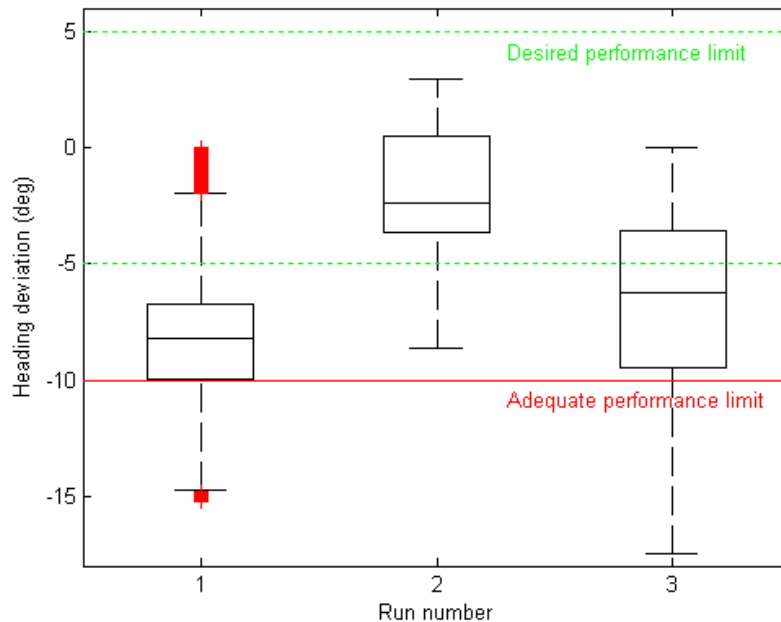 5
Desired performance limit
0
Heading deviation (deg)
-5
-10
Adequate performance limit
-15
1
2
3
Run number